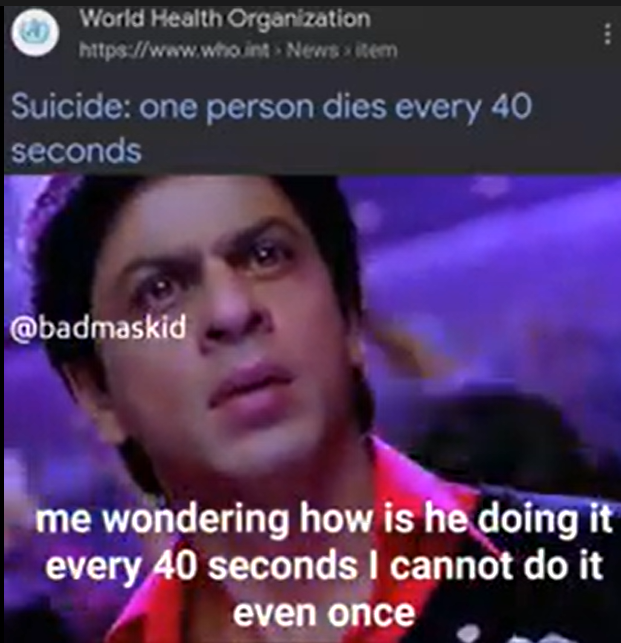 World Health Organization
https://www.who.int › News › item
Suicide: one person dies every 40
seconds
@badmaskid
me wondering how is he doing it
every 40 seconds I cannot do it
even once